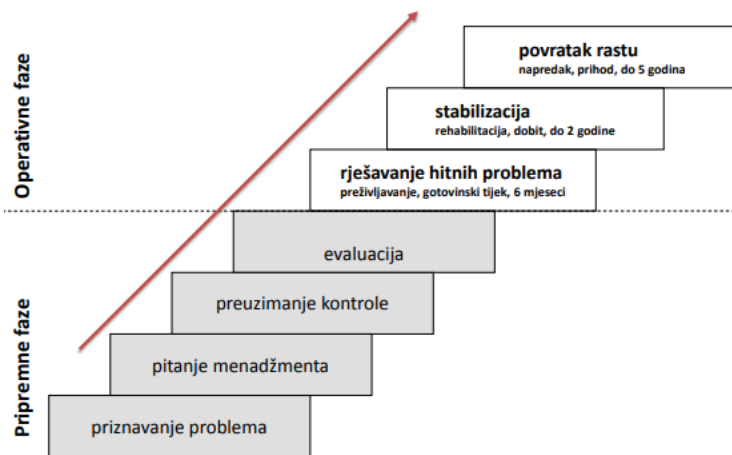 Operativne faze
povratak rastu
napredak, prihod, do 5 godina
stabilizacija
rehabilitacija, dobit, do 2 godine
rješavanje hitnih problema
preživljavanje, gotovinski tijek, 6 mjeseci
Pripremne faze
evaluacija
preuzimanje kontrole
pitanje menadžmenta
priznavanje problema